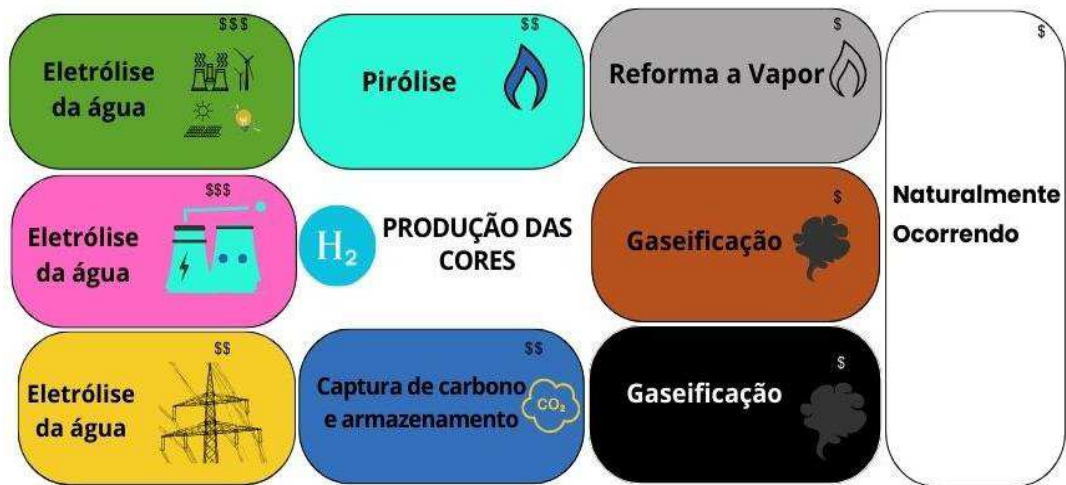 $$$
Eletrólise
da água
$$
Pirólise
$
Reforma a Vapor
$
Naturalmente
Ocorrendo
$$$
Eletrólise
da água
H₂
PRODUÇÃO DAS
CORES
$
Gaseificação
$$
Eletrólise
da água
$$
Captura de carbono
e armazenamento
CO₂
$
Gaseificação